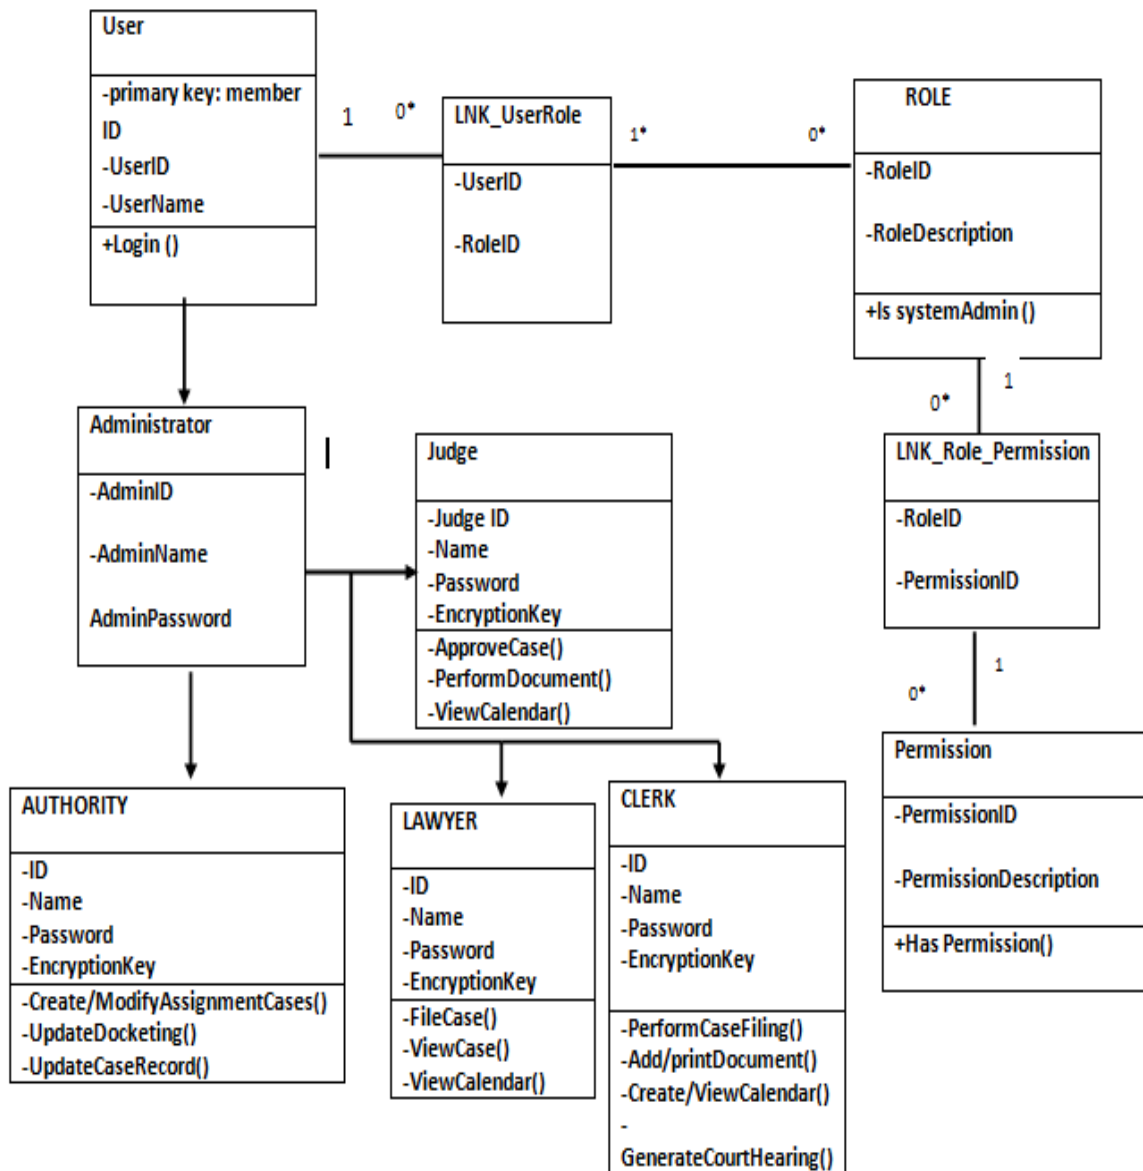 User
-primary key: member
ID
-UserID
-UserName
+Login ()
1
0*
LNK_UserRole
-UserID
-RoleID
1*
0*
ROLE
-RoleID
-RoleDescription
+Is systemAdmin ()
1
0*
LNK_Role_Permission
-RoleID
-PermissionID
1
0*
Permission
-PermissionID
-PermissionDescription
+Has Permission()
Administrator
-AdminID
-AdminName
AdminPassword
Judge
-Judge ID
-Name
-Password
-EncryptionKey
-ApproveCase()
-PerformDocument()
-ViewCalendar()
AUTHORITY
-ID
-Name
-Password
-EncryptionKey
-Create/ModifyAssignmentCases()
-UpdateDocketing()
-UpdateCaseRecord()
LAWYER
-ID
-Name
-Password
-EncryptionKey
-FileCase()
-ViewCase()
-ViewCalendar()
CLERK
-ID
-Name
-Password
-EncryptionKey
-PerformCaseFiling()
-Add/printDocument()
-Create/ViewCalendar()
-
GenerateCourtHearing()